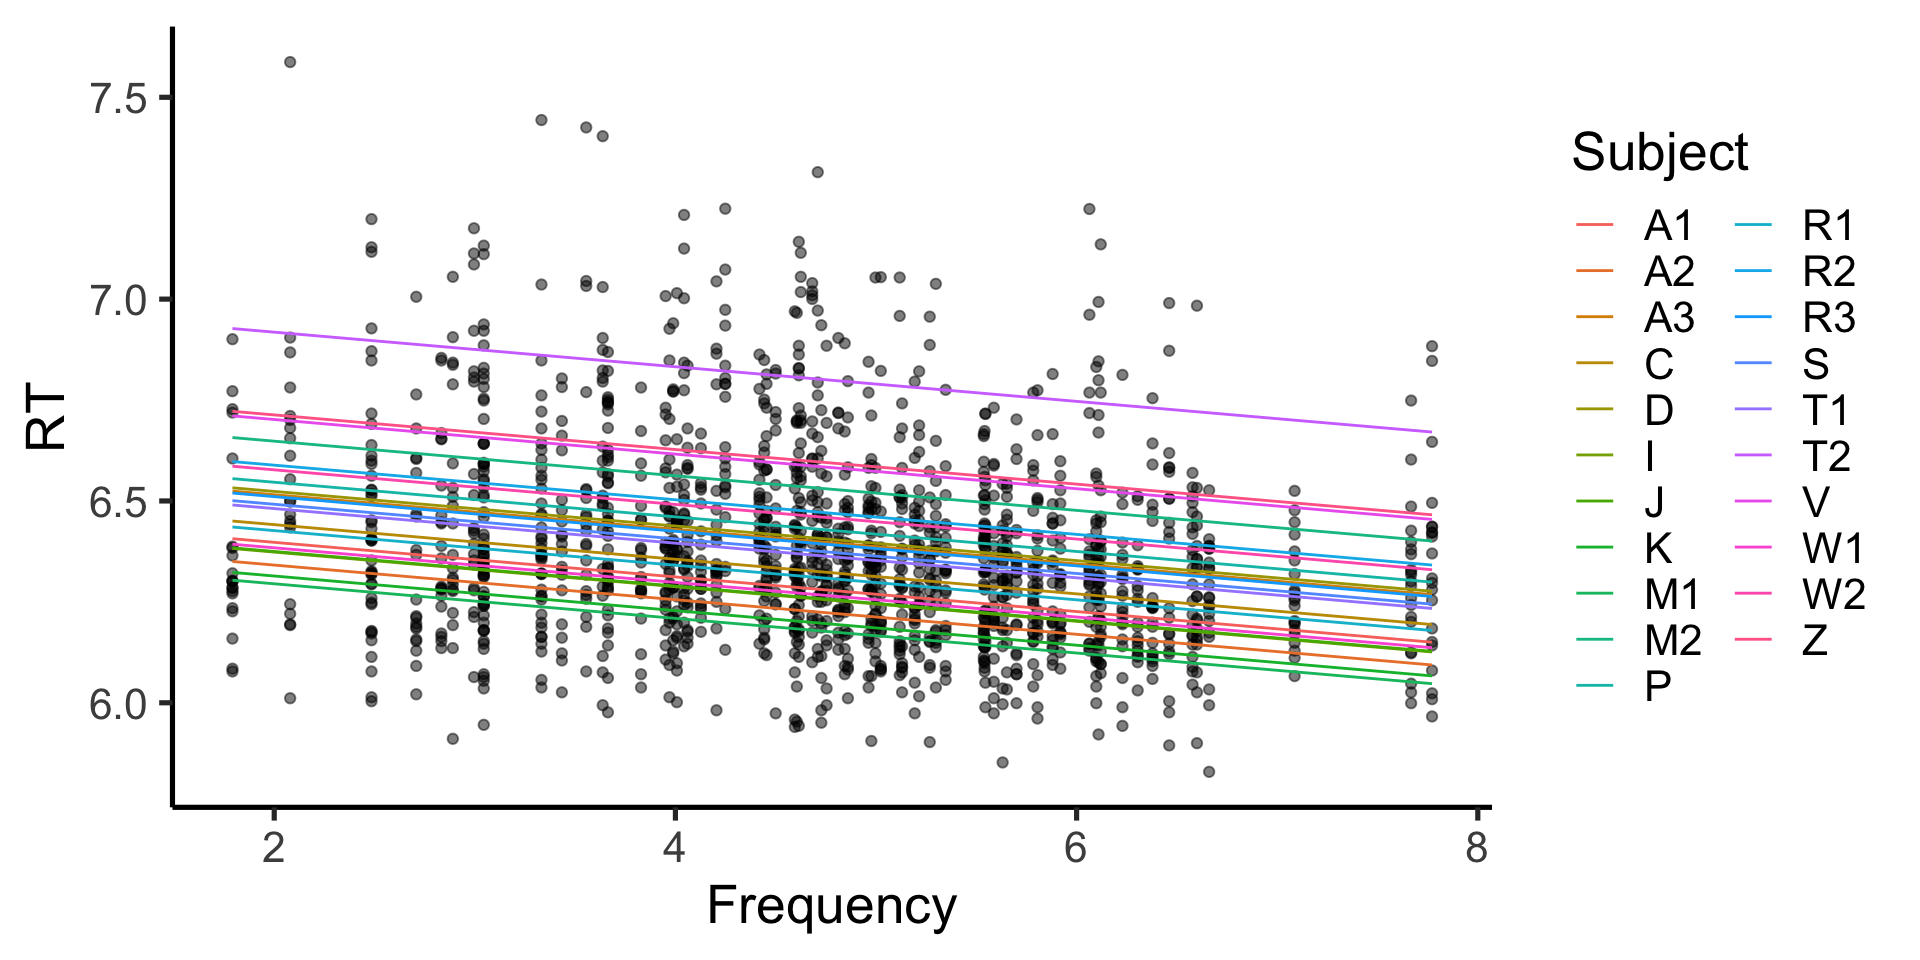 RT
7.5
7.0
6.5
6.0
2 4 6 8
Frequency
Subject
A1 R1
A2 R2
A3 R3
C S
D T1
I T2
J V
K W1
M1 W2
M2 Z
P